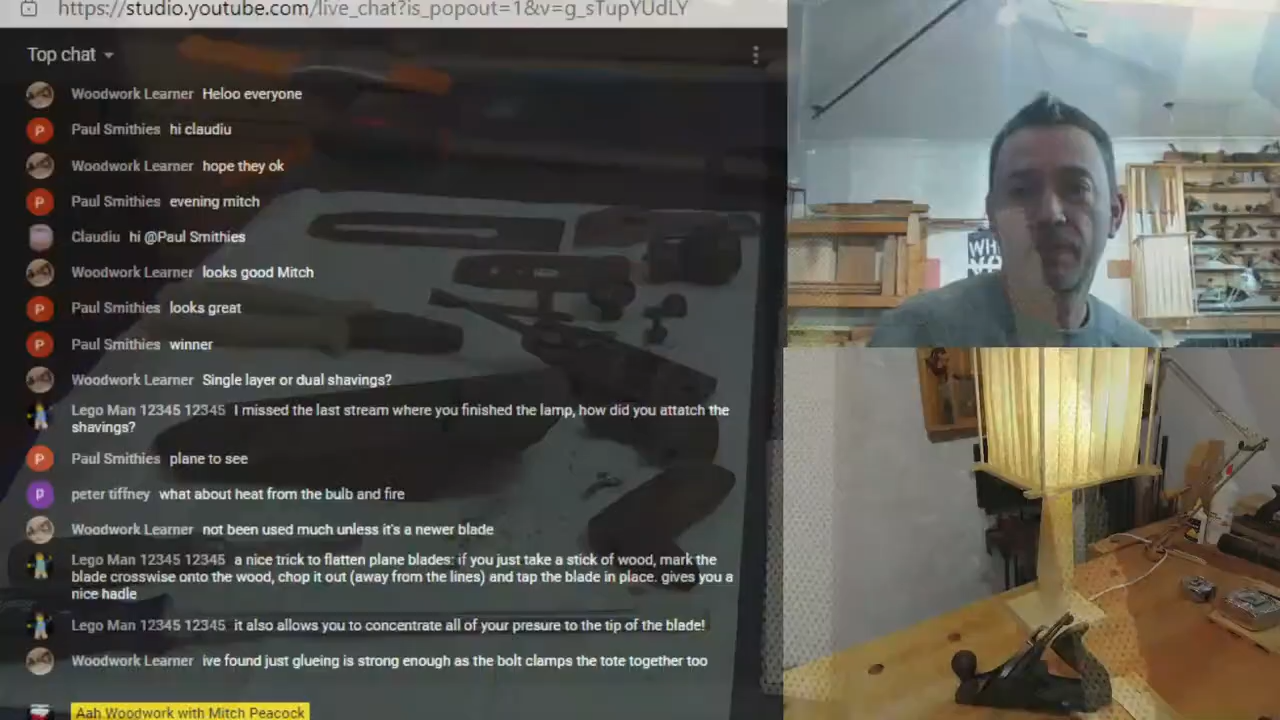 https://studio.youtube.com/live_chat?is_popout=1&v=g_sTupYUdLY
Top chat
Woodwork Learner Heloo everyone
P Paul Smithies hi claudiu
Woodwork Learner hope they ok
P Paul Smithies evening mitch
Claudiu hi @Paul Smithies
Woodwork Learner looks good Mitch
P Paul Smithies looks great
P Paul Smithies winner
Woodwork Learner Single layer or dual shavings?
Lego Man 12345 12345 I missed the last stream where you finished the lamp, how did you attatch the
shavings?
P Paul Smithies plane to see
p peter tiffney what about heat from the bulb and fire
Woodwork Learner not been used much unless it's a newer blade
Lego Man 12345 12345 a nice trick to flatten plane blades: if you just take a stick of wood, mark the
blade crosswise onto the wood, chop it out (away from the lines) and tap the blade in place. gives you a
nice hadle
Lego Man 12345 12345 it also allows you to concentrate all of your presure to the tip of the blade!
Woodwork Learner ive found just glueing is strong enough as the bolt clamps the tote together too
Aah Woodwork with Mitch Peacock
WH